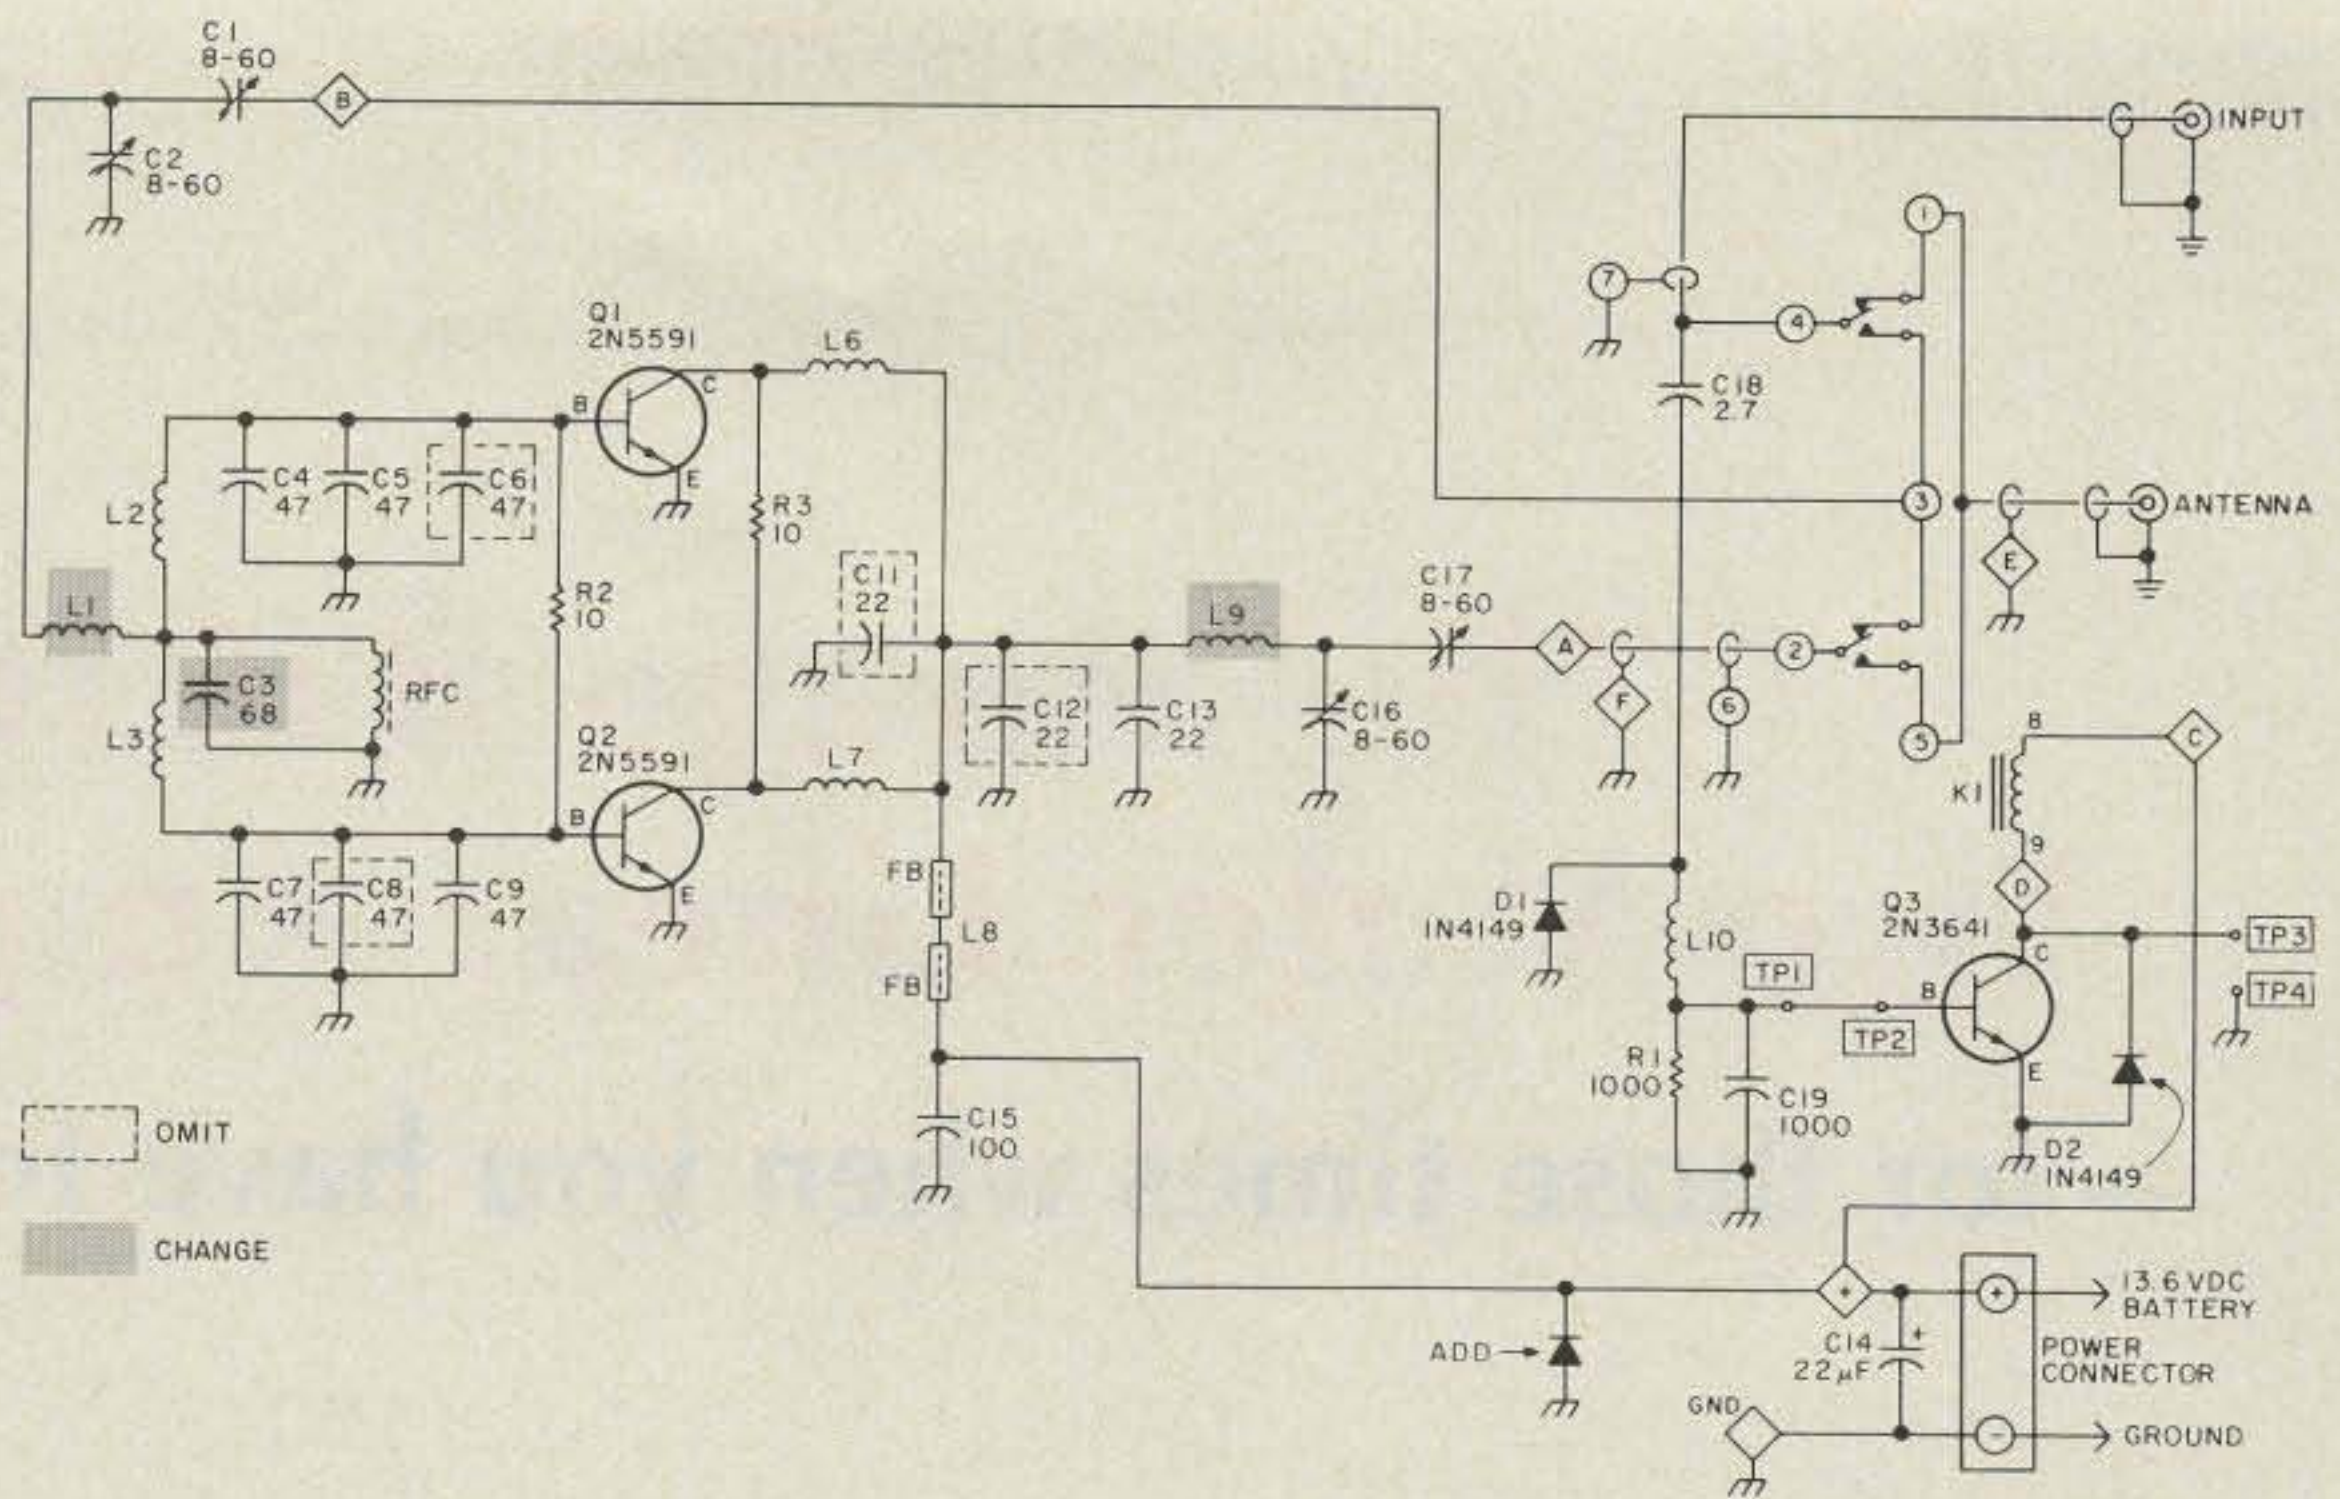 C1
8-60
B
C2
8-60
INPUT
1
7
4
C18
2.7
Q1
2N5591
L6
B
C
E
C4
47
C5
47
C6
47
L2
R3
10
3
ANTENNA
E
L1
R2
10
C11
22
L9
C17
8-60
A
F
6
2
5
C3
68
RFC
L3
C12
22
C13
22
C16
8-60
Q2
2N5591
L7
B
C
E
C7
47
C8
47
C9
47
FB
L8
FB
8
C
K1
9
D
D1
1N4149
L10
Q3
2N3641
C
B
E
TP1
TP2
TP3
TP4
R1
1000
C19
1000
D2
1N4149
C15
100
OMIT
CHANGE
ADD
+
+
C14
22µF
+
13.6 VDC
BATTERY
POWER
CONNECTOR
GND
-
GROUND